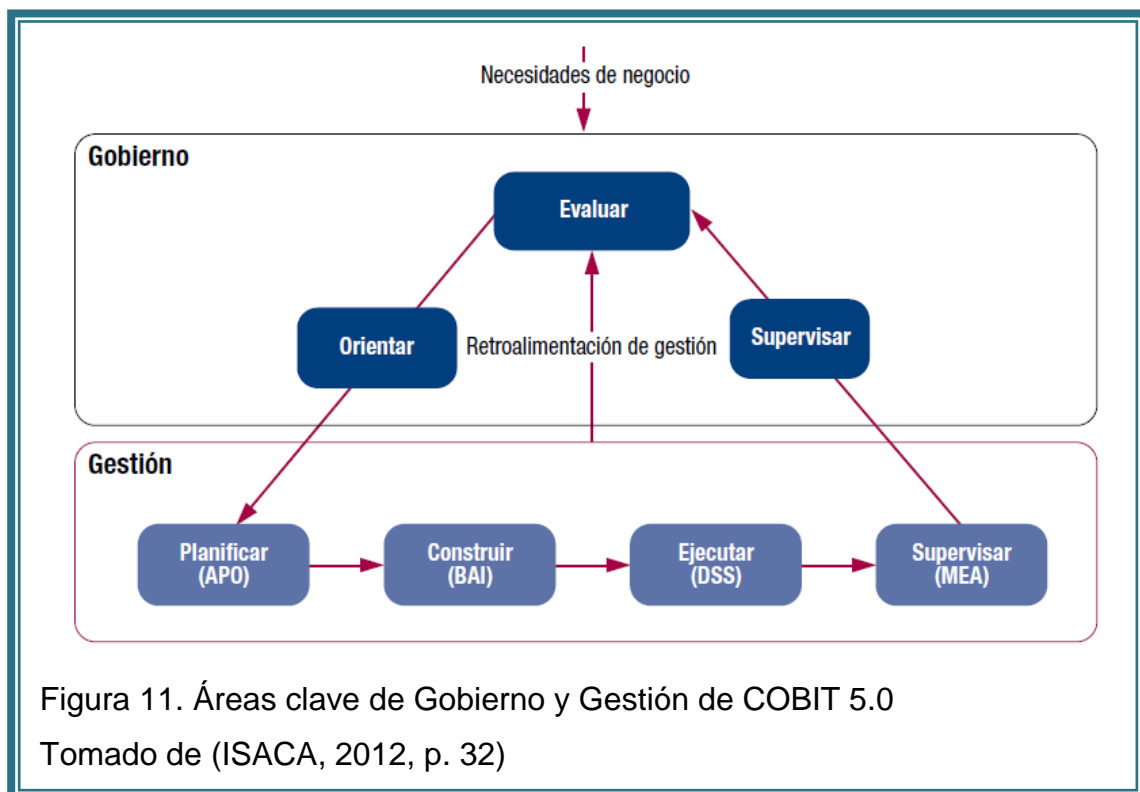 Necesidades de negocio
Gobierno
Evaluar
Orientar
Retroalimentación de gestión
Supervisar
Gestión
Planificar
(APO)
Construir
(BAI)
Ejecutar
(DSS)
Supervisar
(MEA)
Figura 11. Áreas clave de Gobierno y Gestión de COBIT 5.0
Tomado de (ISACA, 2012, p. 32)